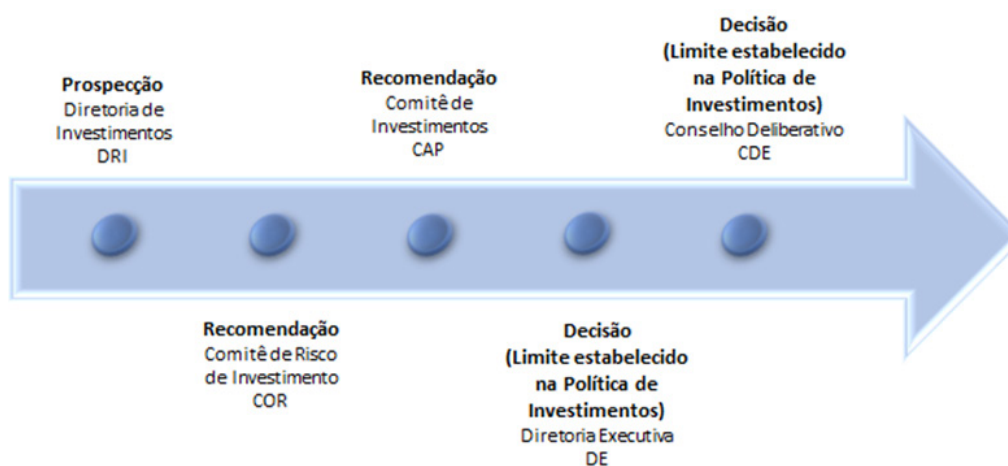 Prospecção
Diretoria de
Investimentos
DRI
Recomendação
Comitê de Risco
de Investimento
COR
Recomendação
Comitê de
Investimentos
CAP
Decisão
(Limite estabelecido
na Política de
Investimentos)
Diretoria Executiva
DE
Decisão
(Limite estabelecido
na Política de
Investimentos)
Conselho Deliberativo
CDE